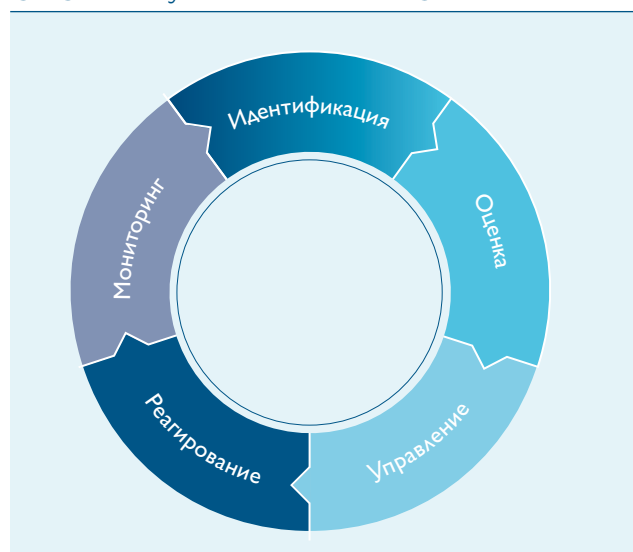 Идентификация
Оценка
Управление
Реагирование
Мониторинг